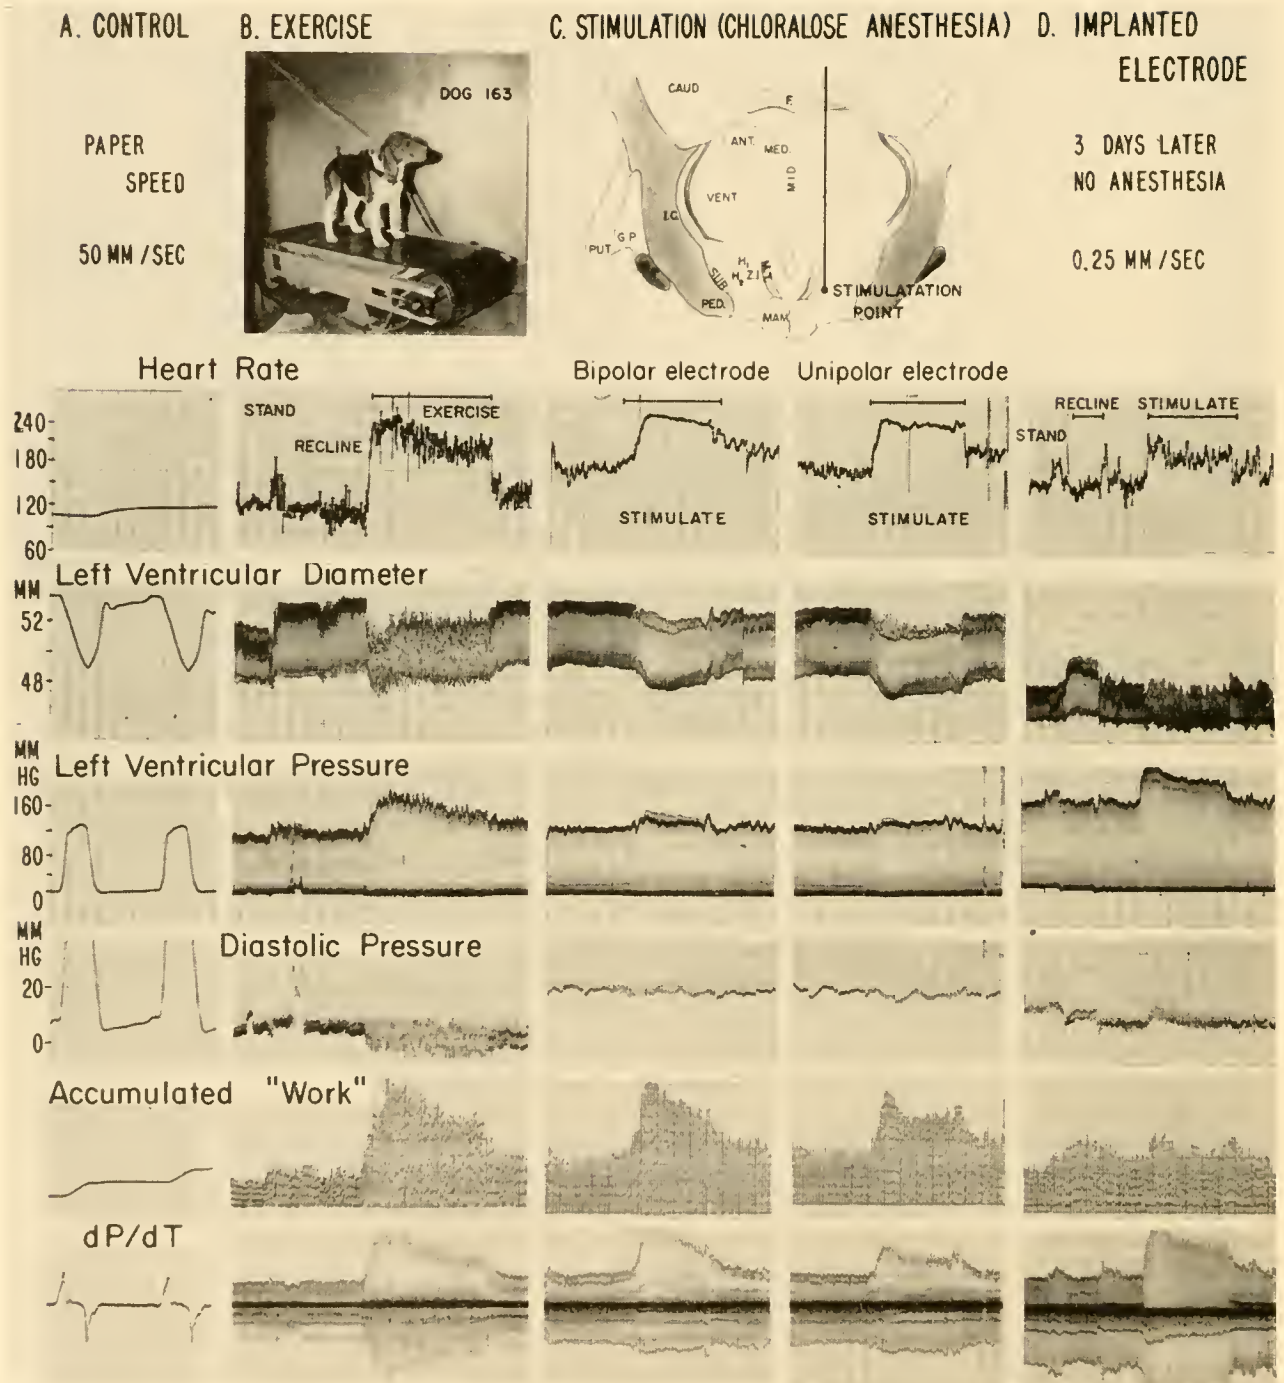 A. CONTROL
B. EXERCISE
C. STIMULATION (CHLORALOSE ANESTHESIA)
D. IMPLANTED
ELECTRODE
PAPER
SPEED
50 MM/SEC
DOG 163
CAUD
F.
ANT.
MED.
MID
VENT
I.C.
G.P.
PUT.
SUB
PED.
H₁
H₂ Z.I.
MAM
STIMULATATION
POINT
3 DAYS LATER
NO ANESTHESIA
0.25 MM/SEC
Heart Rate
Bipolar electrode
Unipolar electrode
240
180
120
60
STAND
RECLINE
EXERCISE
STIMULATE
STIMULATE
RECLINE
STIMULATE
STAND
Left Ventricular Diameter
MM
52
48
Left Ventricular Pressure
MM
HG
160
80
0
Diastolic Pressure
MM
HG
20
0
Accumulated "Work"
dP/dT